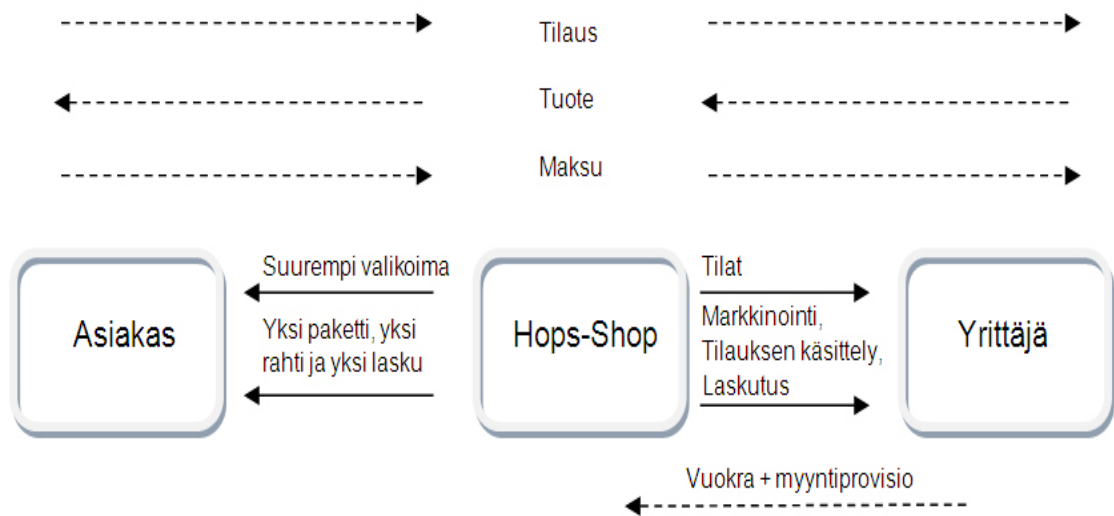 Tilaus
Tuote
Maksu
Asiakas
Suurempi valikoima
Yksi paketti, yksi
rahti ja yksi lasku
Hops-Shop
Tilat
Markkinointi,
Tilauksen käsittely,
Laskutus
Yrittäjä
Vuokra + myyntiprovisio